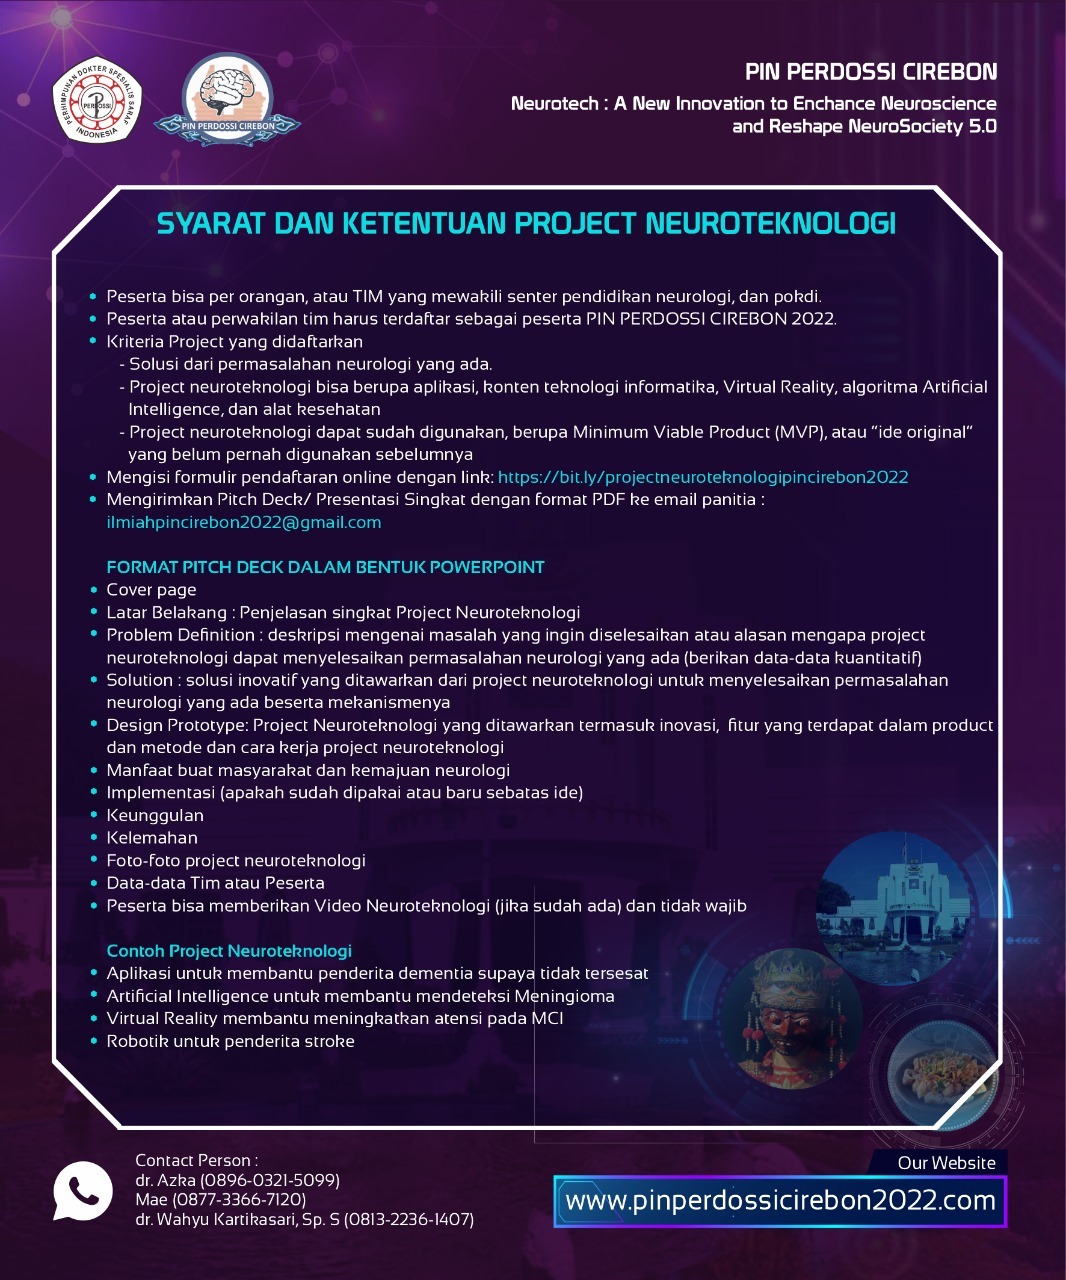 PERHIMPUNAN DOKTER SPESIALIS SARAF
PERDOSSI
INDONESIA
PIN PERDOSSI CIREBON
PIN PERDOSSI CIREBON
Neurotech : A New Innovation to Enchance Neuroscience
and Reshape NeuroSociety 5.0
SYARAT DAN KETENTUAN PROJECT NEUROTEKNOLOGI
• Peserta bisa per orangan, atau TIM yang mewakili senter pendidikan neurologi, dan pokdi.
• Peserta atau perwakilan tim harus terdaftar sebagai peserta PIN PERDOSSI CIREBON 2022.
• Kriteria Project yang didaftarkan
- Solusi dari permasalahan neurologi yang ada.
- Project neuroteknologi bisa berupa aplikasi, konten teknologi informatika, Virtual Reality, algoritma Artificial
Intelligence, dan alat kesehatan
- Project neuroteknologi dapat sudah digunakan, berupa Minimum Viable Product (MVP), atau “ide original“
yang belum pernah digunakan sebelumnya
• Mengisi formulir pendaftaran online dengan link: https://bit.ly/projectneuroteknologipincirebon2022
• Mengirimkan Pitch Deck/ Presentasi Singkat dengan format PDF ke email panitia :
ilmiahpincirebon2022@gmail.com
FORMAT PITCH DECK DALAM BENTUK POWERPOINT
• Cover page
• Latar Belakang : Penjelasan singkat Project Neuroteknologi
• Problem Definition : deskripsi mengenai masalah yang ingin diselesaikan atau alasan mengapa project
neuroteknologi dapat menyelesaikan permasalahan neurologi yang ada (berikan data-data kuantitatif)
• Solution : solusi inovatif yang ditawarkan dari project neuroteknologi untuk menyelesaikan permasalahan
neurologi yang ada beserta mekanismenya
• Design Prototype: Project Neuroteknologi yang ditawarkan termasuk inovasi, fitur yang terdapat dalam product
dan metode dan cara kerja project neuroteknologi
• Manfaat buat masyarakat dan kemajuan neurologi
• Implementasi (apakah sudah dipakai atau baru sebatas ide)
• Keunggulan
• Kelemahan
• Foto-foto project neuroteknologi
• Data-data Tim atau Peserta
• Peserta bisa memberikan Video Neuroteknologi (jika sudah ada) dan tidak wajib
Contoh Project Neuroteknologi
• Aplikasi untuk membantu penderita dementia supaya tidak tersesat
• Artificial Intelligence untuk membantu mendeteksi Meningioma
• Virtual Reality membantu meningkatkan atensi pada MCI
• Robotik untuk penderita stroke
Contact Person :
dr. Azka (0896-0321-5099)
Mae (0877-3366-7120)
dr. Wahyu Kartikasari, Sp. S (0813-2236-1407)
Our Website
www.pinperdossicirebon2022.com